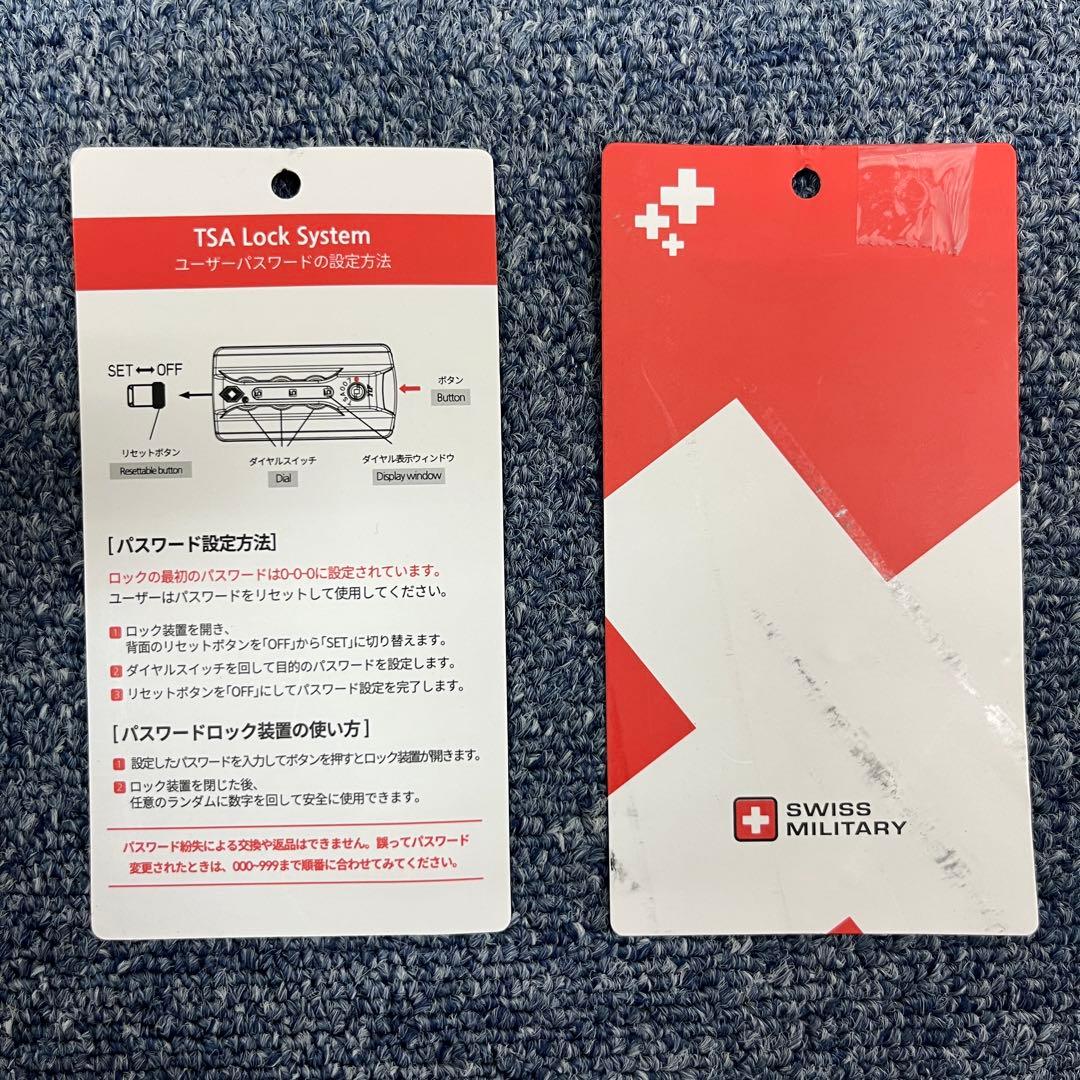 TSA Lock System
ユーザーパスワードの設定方法
SET ↔ OFF
リセットボタン
Resettable button
ダイヤルスイッチ
Dial
ダイヤル表示ウィンドウ
Display window
ボタン
Button
[パスワード設定方法]
ロックの最初のパスワードは0-0-0に設定されています。
ユーザーはパスワードをリセットして使用してください。
1 ロック装置を開き、
背面のリセットボタンを「OFF」から「SET」に切り替えます。
2 ダイヤルスイッチを回して目的のパスワードを設定します。
3 リセットボタンを「OFF」にしてパスワード設定を完了します。
[パスワードロック装置の使い方]
1 設定したパスワードを入力してボタンを押すとロック装置が開きます。
2 ロック装置を閉じた後、
任意のランダムに数字を回して安全に使用できます。
パスワード紛失による交換や返品はできません。誤ってパスワード
変更されたときは、000~999まで順番に合わせてみてください。
SWISS
MILITARY